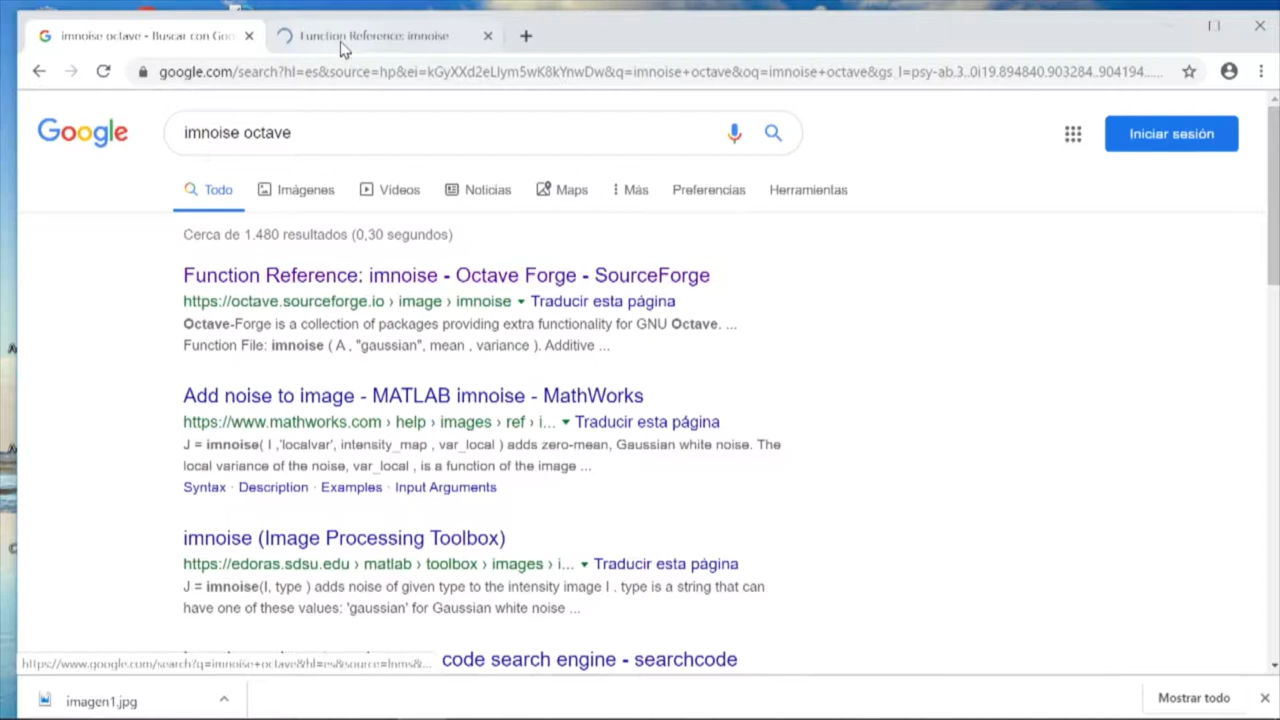 imnoise octave - Buscar con Goo
Function Reference: imnoise
google.com/search?hl=es&source=hp&ei=kGyXXd2eLIym5wK8kYnwDw&q=imnoise+octave&oq=imnoise+octave&gs_l=psy-ab.3..0i19.894840.903284..904194......
Google
imnoise octave
Iniciar sesión
Todo
Imágenes
Vídeos
Noticias
Maps
Más
Preferencias
Herramientas
Cerca de 1.480 resultados (0,30 segundos)
Function Reference: imnoise - Octave Forge - SourceForge
https://octave.sourceforge.io › image › imnoise Traducir esta página
Octave-Forge is a collection of packages providing extra functionality for GNU Octave. ...
Function File: imnoise ( A , "gaussian", mean , variance ). Additive ...
Add noise to image - MATLAB imnoise - MathWorks
https://www.mathworks.com › help › images › ref › i... Traducir esta página
J = imnoise( I ,'localvar', intensity_map , var_local ) adds zero-mean, Gaussian white noise. The
local variance of the noise, var_local , is a function of the image ...
Syntax · Description · Examples · Input Arguments
imnoise (Image Processing Toolbox)
https://edoras.sdsu.edu › matlab › toolbox › images › i... Traducir esta página
J = imnoise(I, type ) adds noise of given type to the intensity image I . type is a string that can
have one of these values: 'gaussian' for Gaussian white noise ...
code search engine - searchcode
https://www.google.com/search?q=imnoise+octave&hl=es&source=lnms&...
imagen1.jpg
Mostrar todo